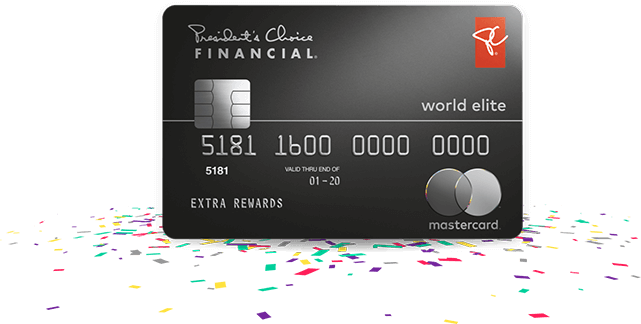 President's Choice
FINANCIAL®
PC®
world elite
5181 1600 0000 0000
5181
VALID THRU END OF
01-20
EXTRA REWARDS
mastercard